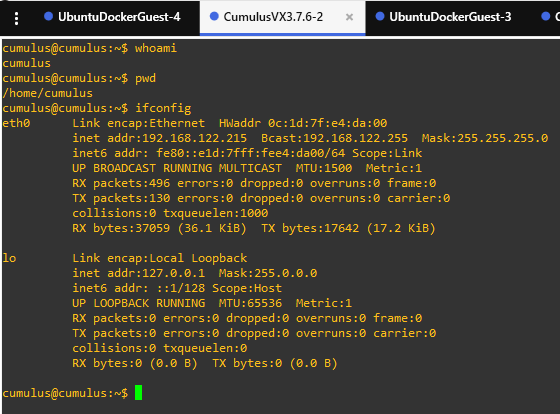 UbuntuDockerGuest-4
CumulusVX3.7.6-2 ×
UbuntuDockerGuest-3
cumulus@cumulus:~$ whoami
cumulus
cumulus@cumulus:~$ pwd
/home/cumulus
cumulus@cumulus:~$ ifconfig
eth0      Link encap:Ethernet  HWaddr 0c:1d:7f:e4:da:00
          inet addr:192.168.122.215  Bcast:192.168.122.255  Mask:255.255.255.0
          inet6 addr: fe80::e1d:7fff:fee4:da00/64 Scope:Link
          UP BROADCAST RUNNING MULTICAST  MTU:1500  Metric:1
          RX packets:496 errors:0 dropped:0 overruns:0 frame:0
          TX packets:130 errors:0 dropped:0 overruns:0 carrier:0
          collisions:0 txqueuelen:1000
          RX bytes:37059 (36.1 KiB)  TX bytes:17642 (17.2 KiB)
lo        Link encap:Local Loopback
          inet addr:127.0.0.1  Mask:255.0.0.0
          inet6 addr: ::1/128 Scope:Host
          UP LOOPBACK RUNNING  MTU:65536  Metric:1
          RX packets:0 errors:0 dropped:0 overruns:0 frame:0
          TX packets:0 errors:0 dropped:0 overruns:0 carrier:0
          collisions:0 txqueuelen:0
          RX bytes:0 (0.0 B)  TX bytes:0 (0.0 B)
cumulus@cumulus:~$